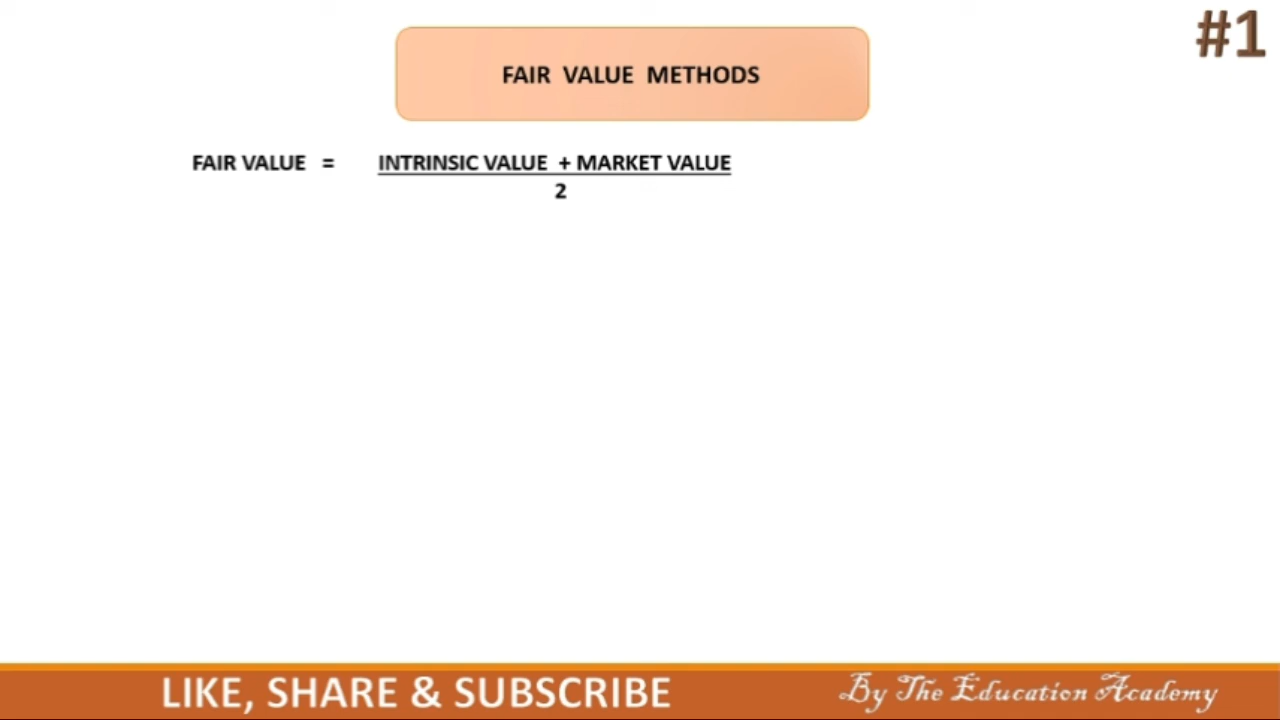 #1
FAIR VALUE METHODS
FAIR VALUE = INTRINSIC VALUE + MARKET VALUE
2
LIKE, SHARE & SUBSCRIBE
By The Education Academy